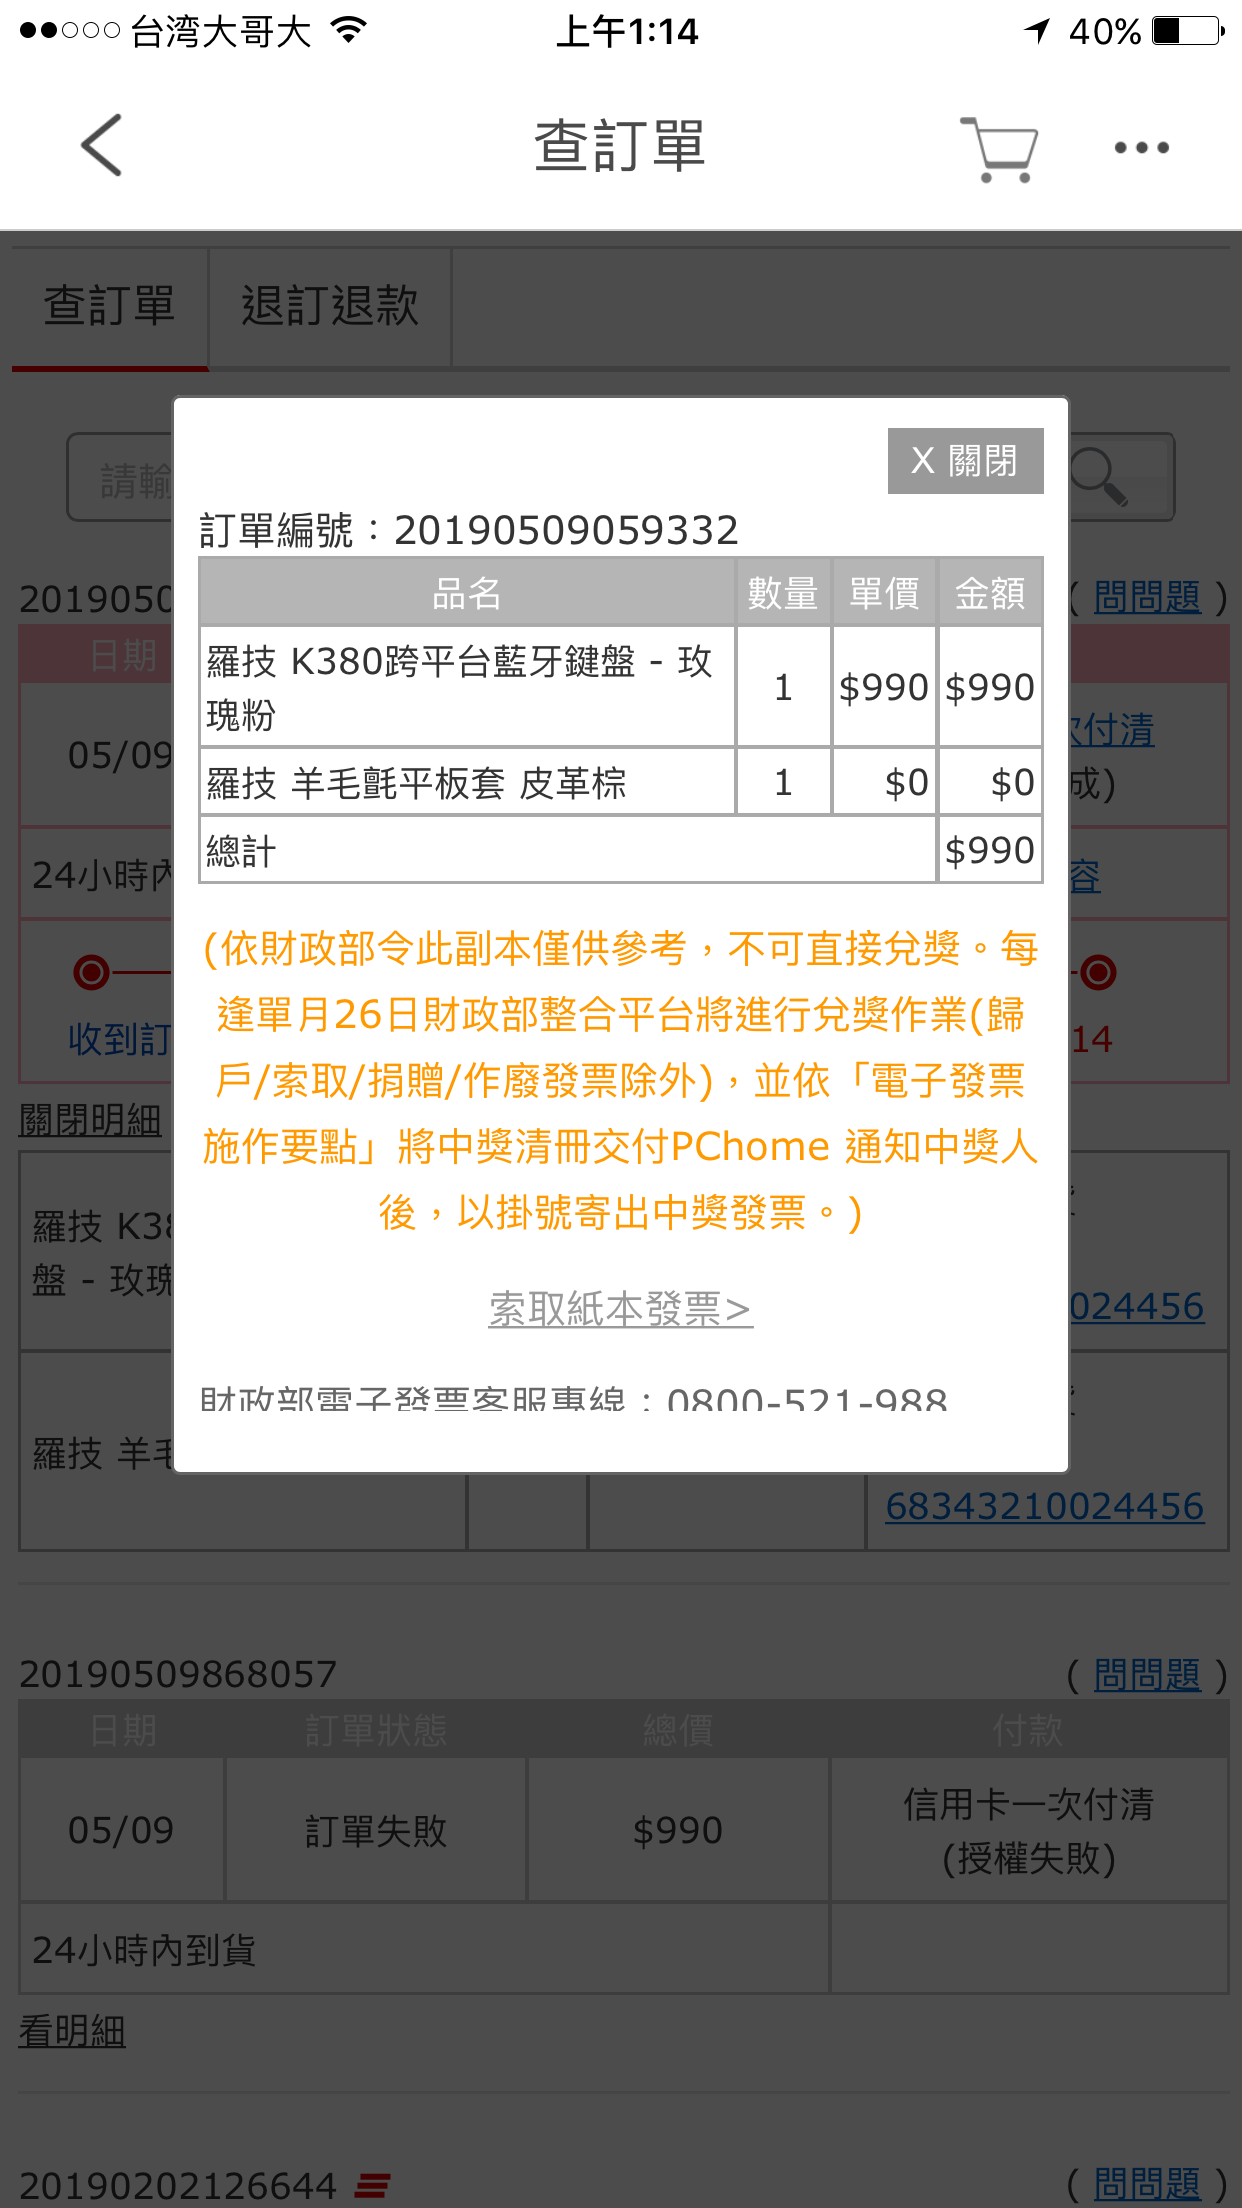 台湾大哥大 上午1:14 40%
查訂單
查訂單 退訂退款
請輸
X 關閉
訂單編號：20190509059332
品名 數量 單價 金額
羅技 K380跨平台藍牙鍵盤 - 玫
瑰粉 1 $990 $990
羅技 羊毛氈平板套 皮革棕 1 $0 $0
總計 $990
(依財政部令此副本僅供參考，不可直接兌獎。每
逢單月26日財政部整合平台將進行兌獎作業(歸
戶/索取/捐贈/作廢發票除外)，並依「電子發票
施作要點」將中獎清冊交付PChome 通知中獎人
後，以掛號寄出中獎發票。)
索取紙本發票>
財政部電子發票客服專線：0800-521-988
2019050 ( 問問題 )
日期
05/09 付清
成)
24小時內 容
收到訂 14
關閉明細
羅技 K38
盤 - 玫瑰 024456
羅技 羊毛
68343210024456
20190509868057 ( 問問題 )
日期 訂單狀態 總價 付款
05/09 訂單失敗 $990 信用卡一次付清
(授權失敗)
24小時內到貨
看明細
20190202126644 ( 問問題 )